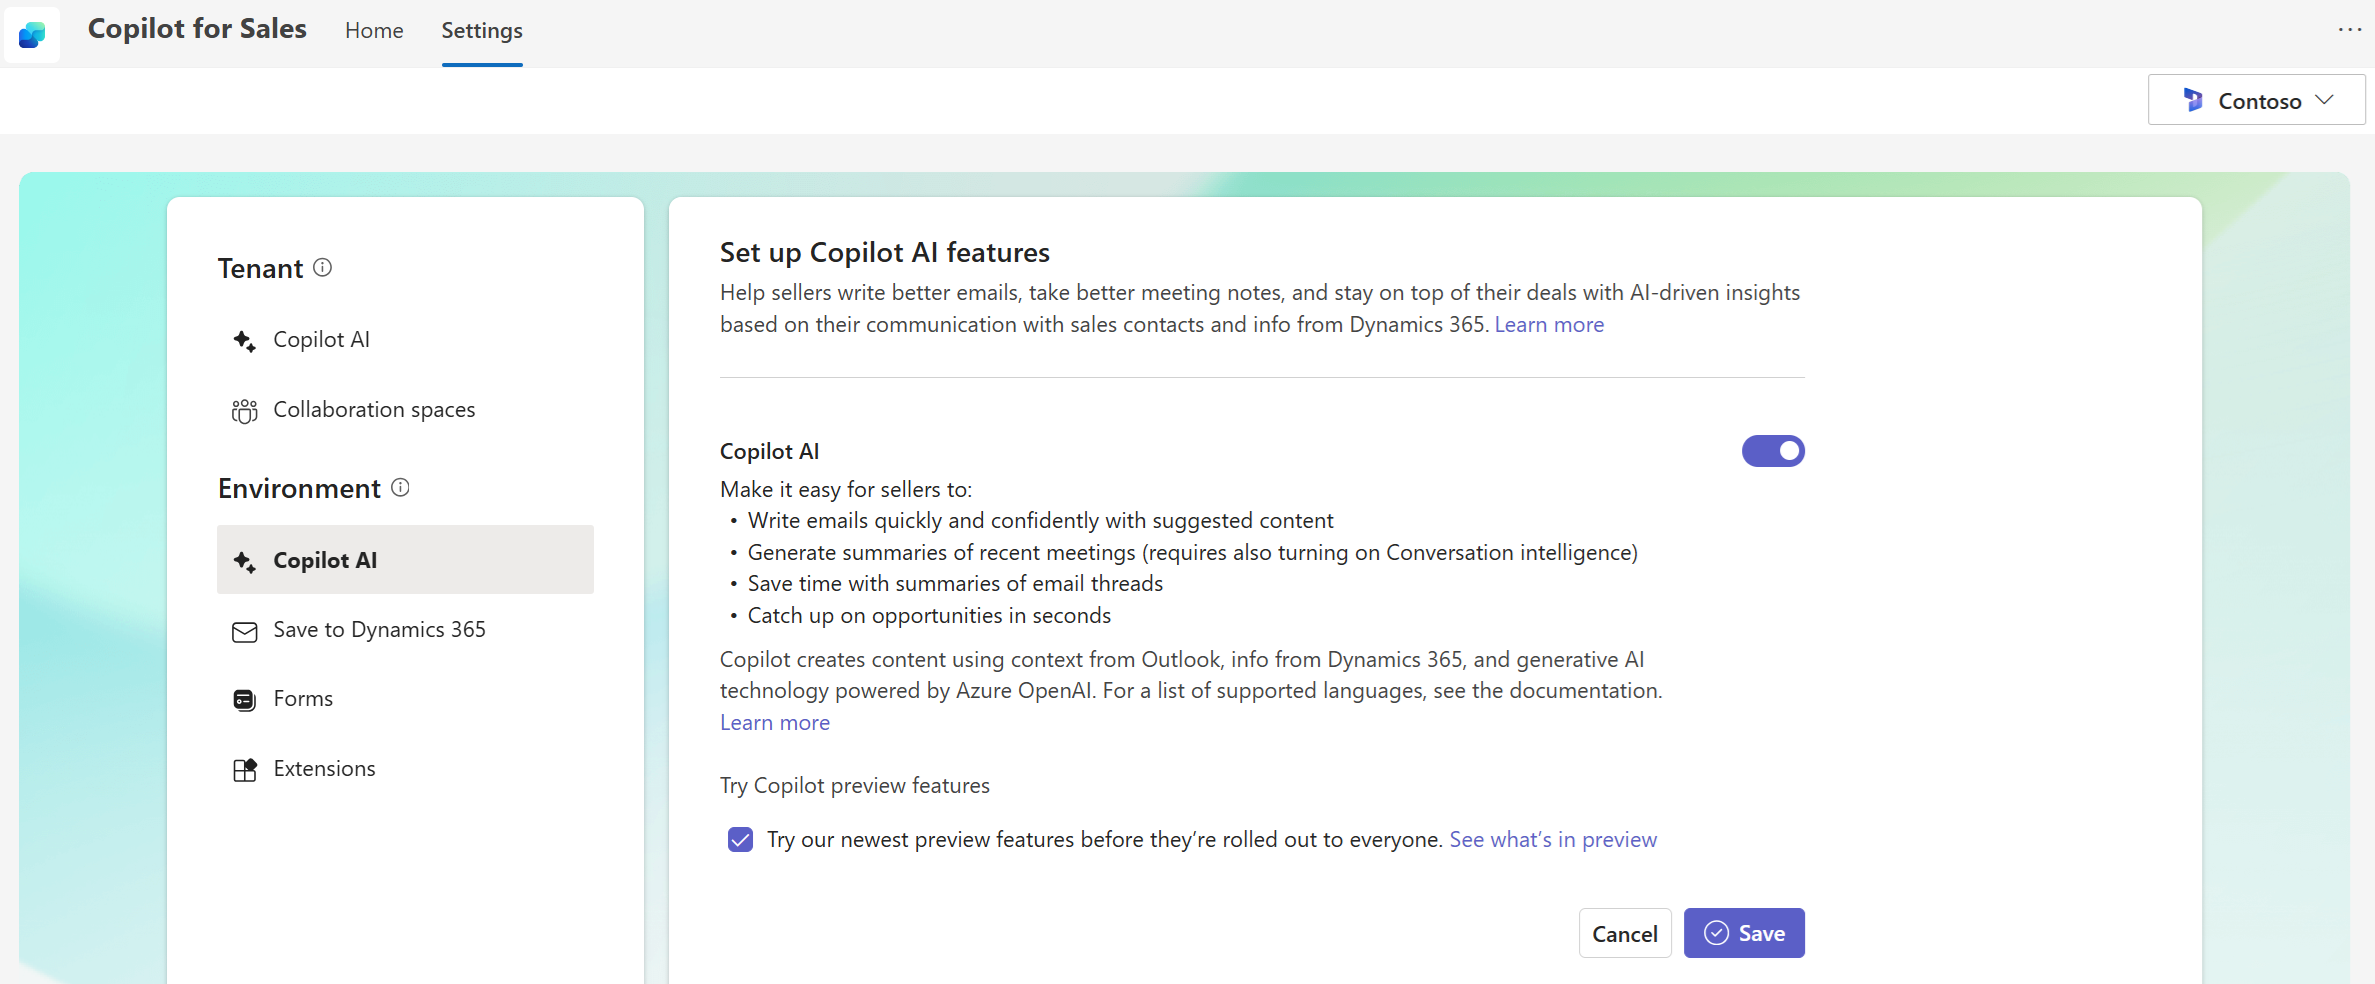 Copilot for Sales
Home
Settings
Contoso
Tenant
Copilot AI
Collaboration spaces
Environment
Copilot AI
Save to Dynamics 365
Forms
Extensions
Set up Copilot AI features
Help sellers write better emails, take better meeting notes, and stay on top of their deals with AI-driven insights
based on their communication with sales contacts and info from Dynamics 365. Learn more
Copilot AI
Make it easy for sellers to:
• Write emails quickly and confidently with suggested content
• Generate summaries of recent meetings (requires also turning on Conversation intelligence)
• Save time with summaries of email threads
• Catch up on opportunities in seconds
Copilot creates content using context from Outlook, info from Dynamics 365, and generative AI
technology powered by Azure OpenAI. For a list of supported languages, see the documentation.
Learn more
Try Copilot preview features
Try our newest preview features before they’re rolled out to everyone. See what’s in preview
Cancel
Save